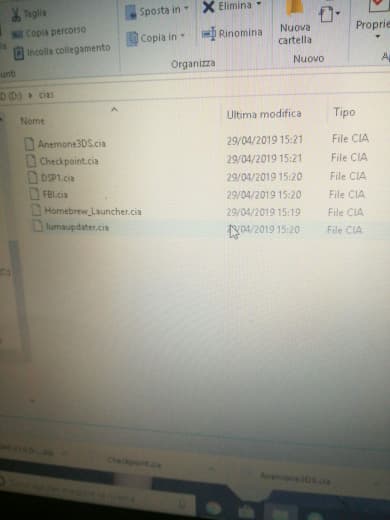 Taglia
Copia percorso
Incolla collegamento
Sposta in
Copia in
Elimina
Rinomina
Organizza
Nuova
cartella
Nuovo
(D:) > cias
Nome Ultima modifica Tipo
Anemone3DS.cia 29/04/2019 15:21 File CIA
Checkpoint.cia 29/04/2019 15:21 File CIA
DSP1.cia 29/04/2019 15:20 File CIA
FBI.cia 29/04/2019 15:20 File CIA
Homebrew_Launcher.cia 29/04/2019 15:19 File CIA
lumaupdater.cia 29/04/2019 15:20 File CIA
Checkpoint.cia
Anemone3DS.cia